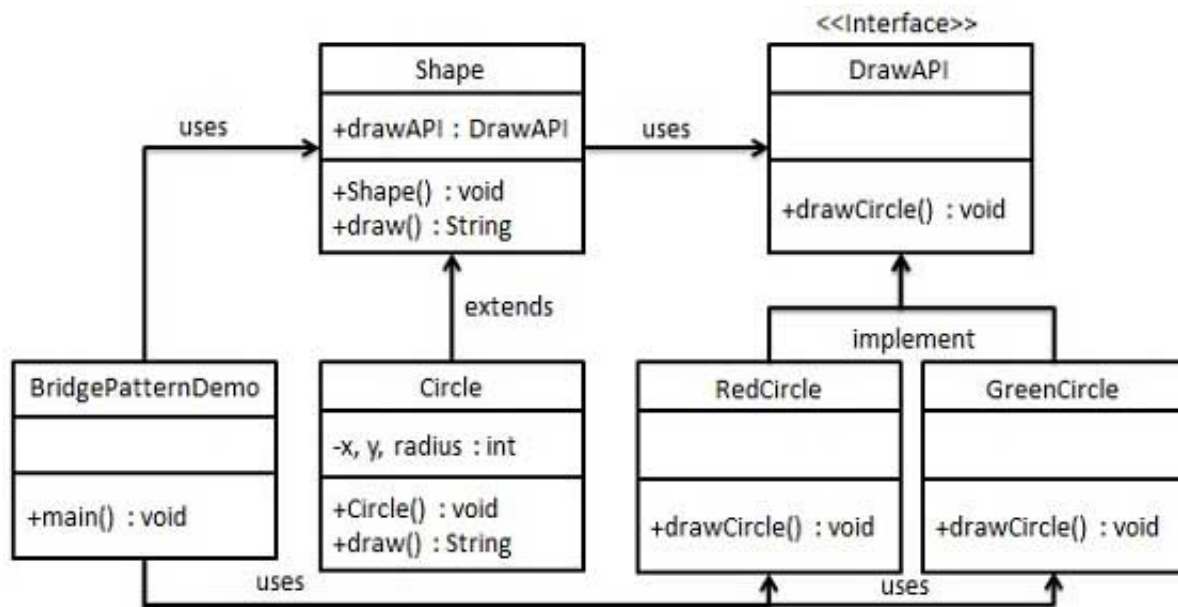 <<Interface>>
Shape
DrawAPI
+drawAPI : DrawAPI
uses
uses
+Shape() : void
+draw() : String
+drawCircle() : void
extends
implement
BridgePatternDemo
Circle
RedCircle
GreenCircle
-x, y, radius : int
+main() : void
+Circle() : void
+draw() : String
+drawCircle() : void
+drawCircle() : void
uses
uses